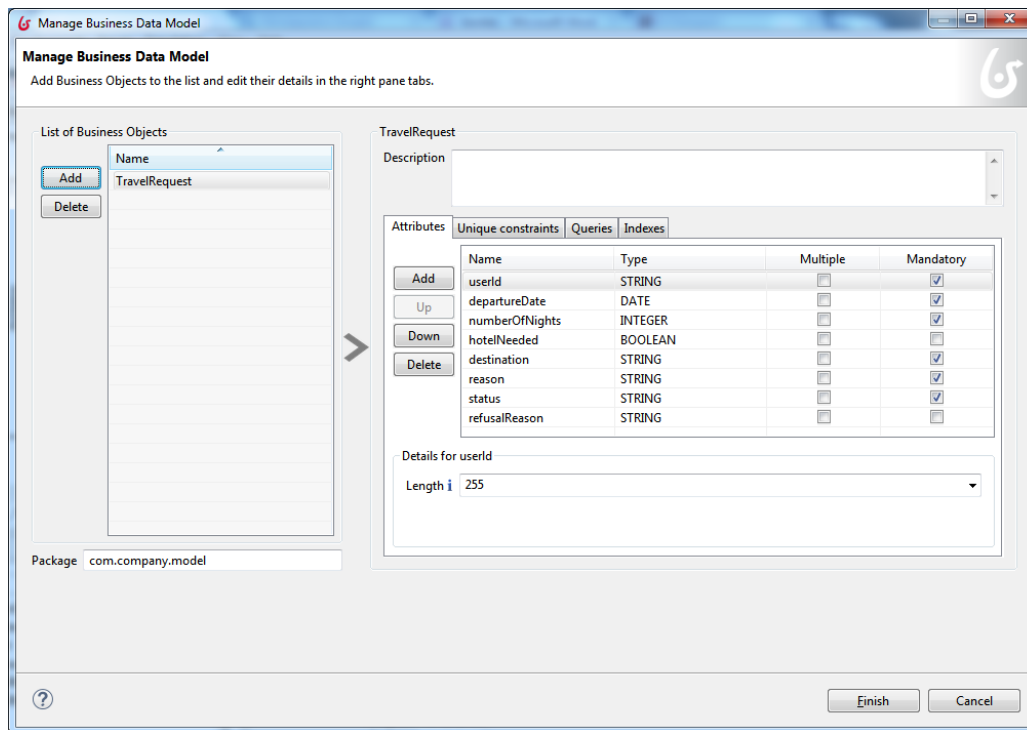 Manage Business Data Model
Manage Business Data Model
Add Business Objects to the list and edit their details in the right pane tabs.
List of Business Objects
Name
Add
TravelRequest
Delete
Package com.company.model
TravelRequest
Description
Attributes Unique constraints Queries Indexes
Name Type Multiple Mandatory
Add
Up
Down
Delete
userId STRING
departureDate DATE
numberOfNights INTEGER
hotelNeeded BOOLEAN
destination STRING
reason STRING
status STRING
refusalReason STRING
Details for userId
Length i 255
? Finish Cancel